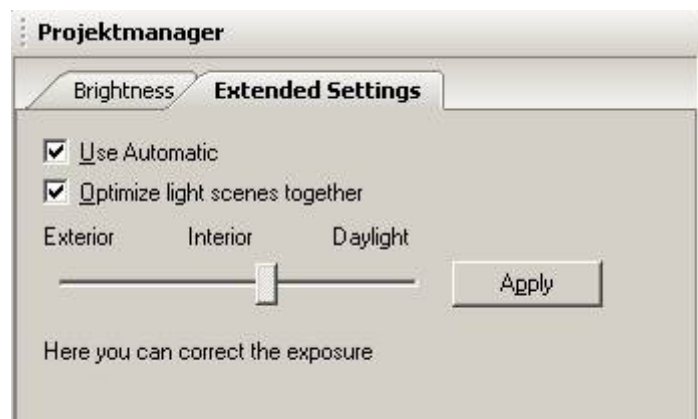 Projektmanager
Brightness Extended Settings
Use Automatic
Optimize light scenes together
Exterior Interior Daylight
Apply
Here you can correct the exposure